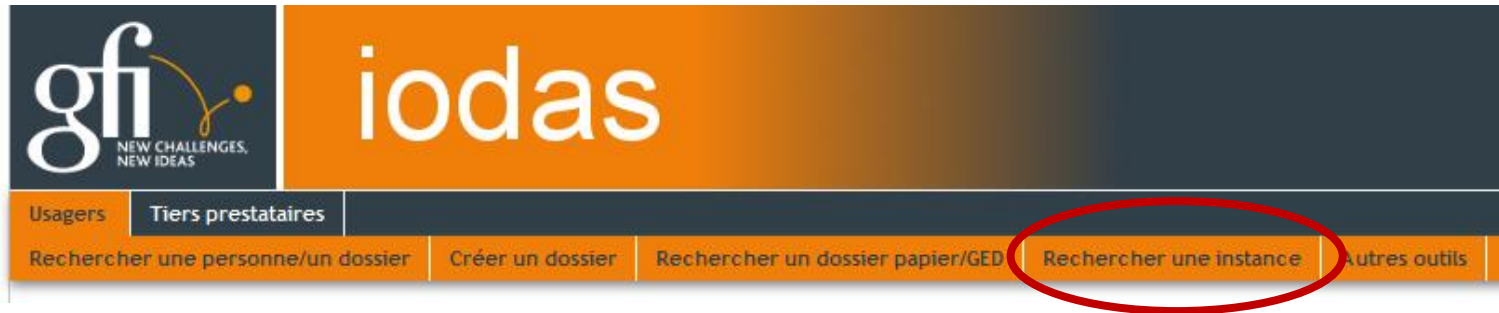 gfi
NEW CHALLENGES,
NEW IDEAS
iodas
Usagers Tiers prestataires
Rechercher une personne/un dossier Créer un dossier Rechercher un dossier papier/GED Rechercher une instance Autres outils